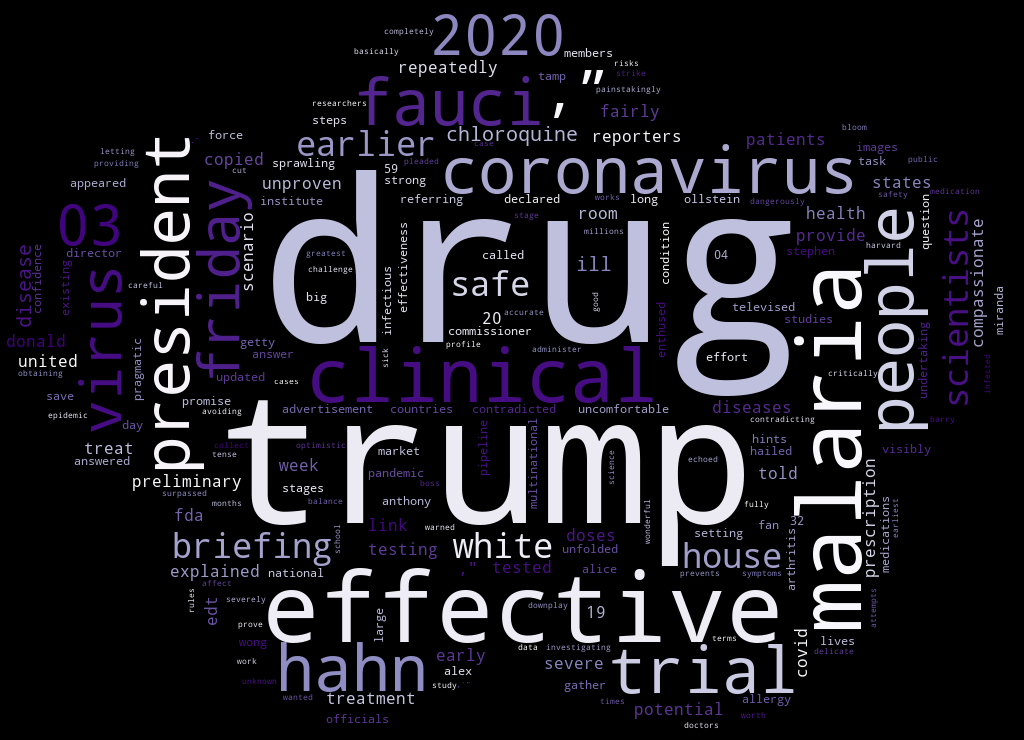 completely
2020
basically
members
repeatedly
risks
tamp
strike
fauci
,”
painstakingly
researchers
fairly
steps
force
earlier
chloroquine
reporters
bloom
letting
president
case
patients
images
providing
copied
sprawling
pleaded
coronavirus
task
public
cut
59
appeared
friday
unproven
strong
states
medication
institute
referring
works
declared
long
ollstein
dangerously
safety
03
scenario
drug
stage
room
health
people
scientists
question
director
millions
provide
harvard
disease
confidence
greatest
called
ill
condition
04
stephen
compassionate
existing
virus
challenge
effectiveness
safe
malaria
careful
big
infectious
good
televised
miranda
20
accurate
enthused
studies
commissioner
donald
getty
profile
administer
effort
undertaking
united
answer
sick
clinical
obtaining
pragmatic
updated
cases
critically
infected
save
promise
advertisement
countries
contradicted
uncomfortable
diseases
epidemic
avoiding
day
trump
contradicting
barry
treat
collect
optimistic
pipeline
multinational
hints
visibly
answered
tense
market
science
echoed
hailed
week
pandemic
told
prescription
preliminary
stages
boss
medications
surpassed
months
balance
anthony
wonderful
fully
earliest
fda
link
warned
setting
fan
32
briefing
school
testing
white
doses
house
arthritis
unfolded
explained
national
,"
tested
alice
prevents
symptoms
affect
effective
rules
edt
severely
large
downplay
19
attempts
prove
covid
wong
data
investigating
terms
lives
work
hahn
early
severe
trial
delicate
alex
unknown
study
gather
wanted
treatment
times
potential
allergy
officials
worth
doctors